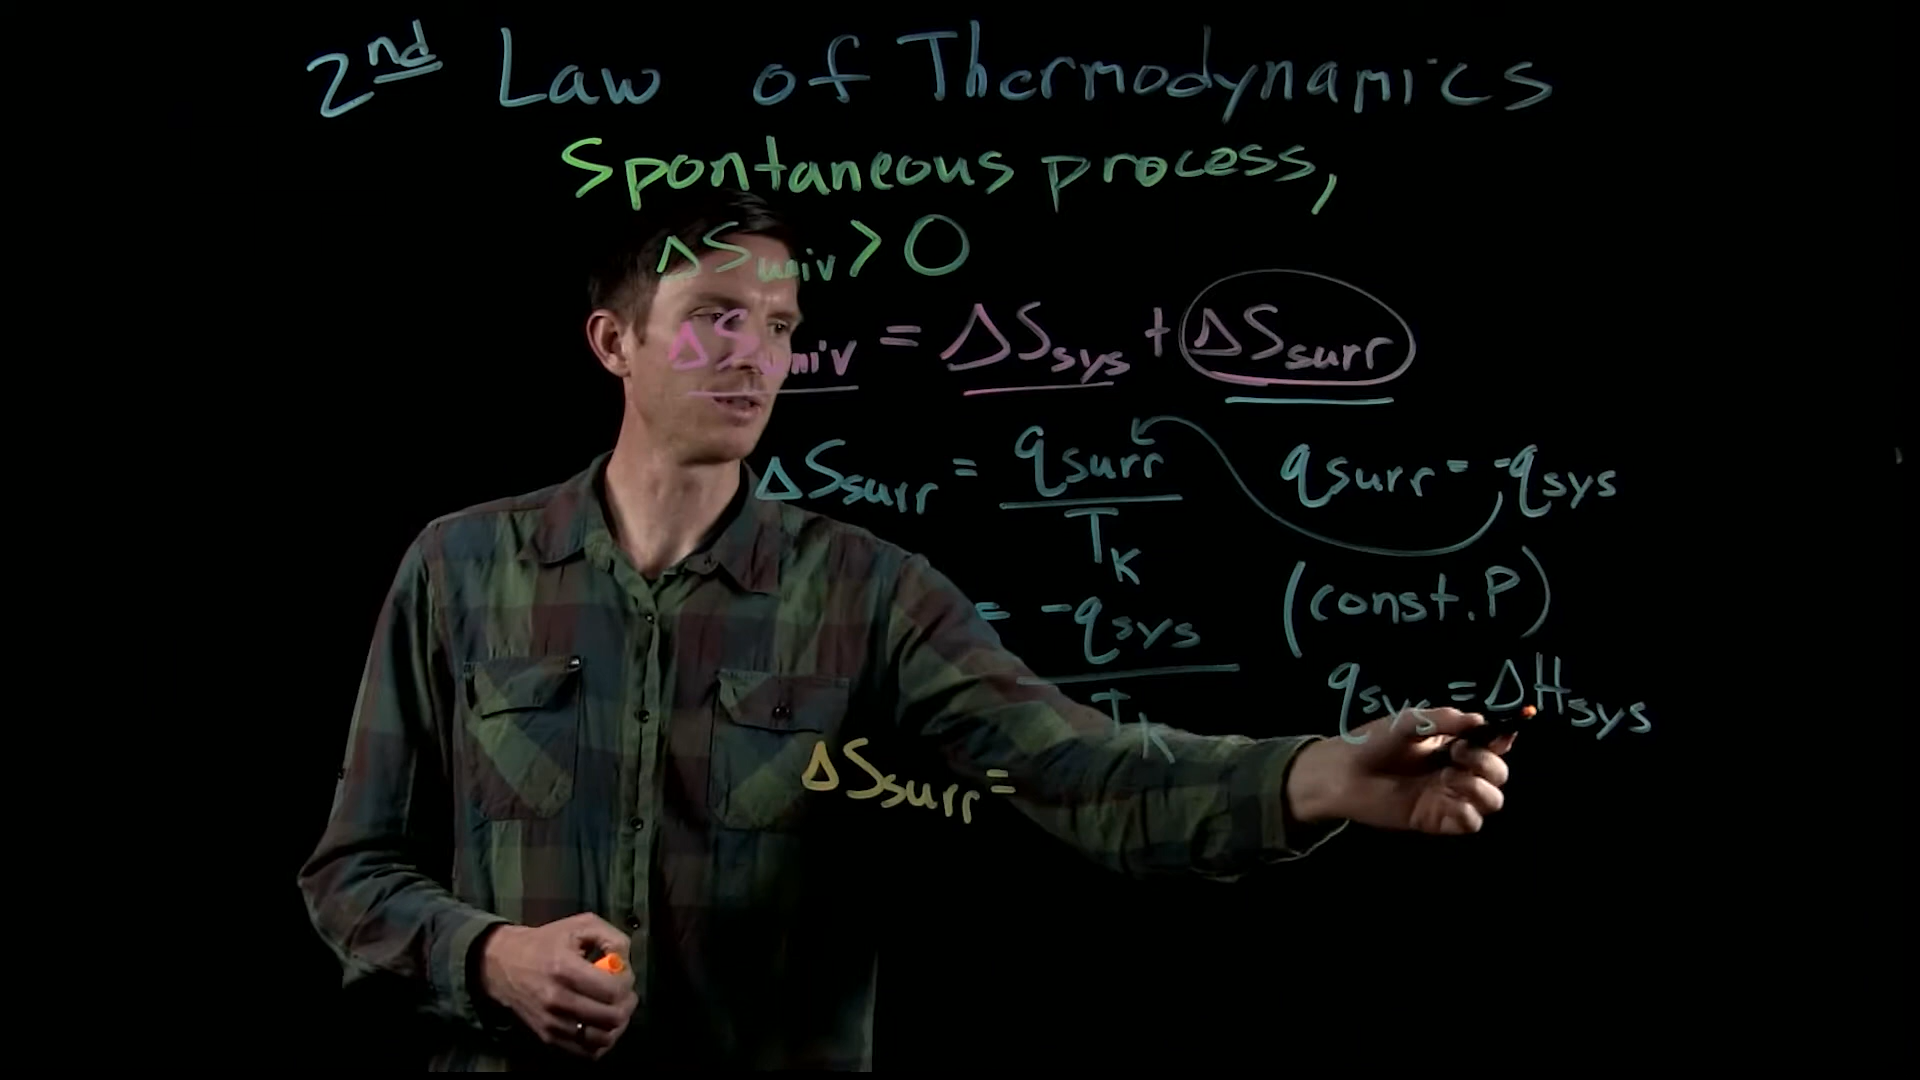 2nd Law of Thermodynamics
Spontaneous process,
ΔSuniv > 0
ΔSuniv = ΔSsys + ΔSsurr
ΔSsurr = qsurr / TK
qsurr = -qsys
(const. P)
= -qsys / TK
qsys = ΔHsys
ΔSsurr =